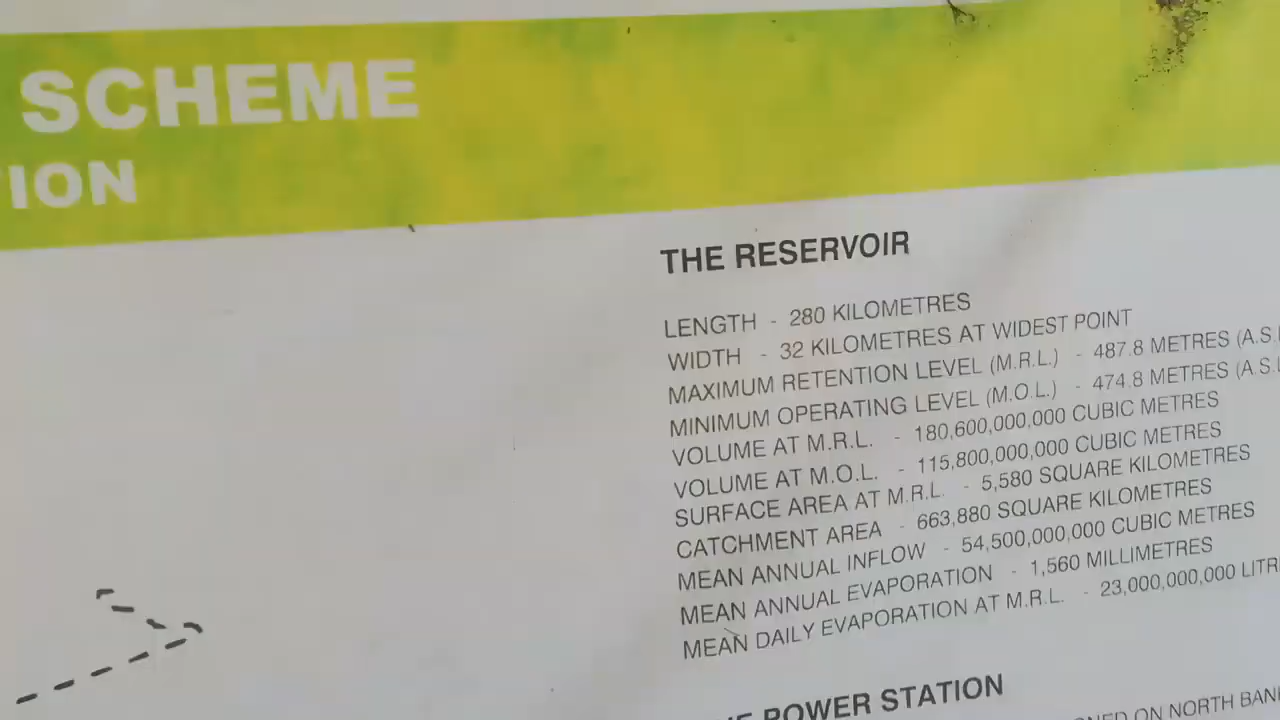 SCHEME
THE RESERVOIR
LENGTH - 280 KILOMETRES
WIDTH - 32 KILOMETRES AT WIDEST POINT
MAXIMUM RETENTION LEVEL (M.R.L.) - 487.8 METRES (A.S.
MINIMUM OPERATING LEVEL (M.O.L.) - 474.8 METRES (A.S.
VOLUME AT M.R.L. - 180,600,000,000 CUBIC METRES
VOLUME AT M.O.L. - 115,800,000,000 CUBIC METRES
SURFACE AREA AT M.R.L. - 5,580 SQUARE KILOMETRES
CATCHMENT AREA - 663,880 SQUARE KILOMETRES
MEAN ANNUAL INFLOW - 54,500,000,000 CUBIC METRES
MEAN ANNUAL EVAPORATION - 1,560 MILLIMETRES
MEAN DAILY EVAPORATION AT M.R.L. - 23,000,000,000 LITR
POWER STATION
ON NORTH BAN